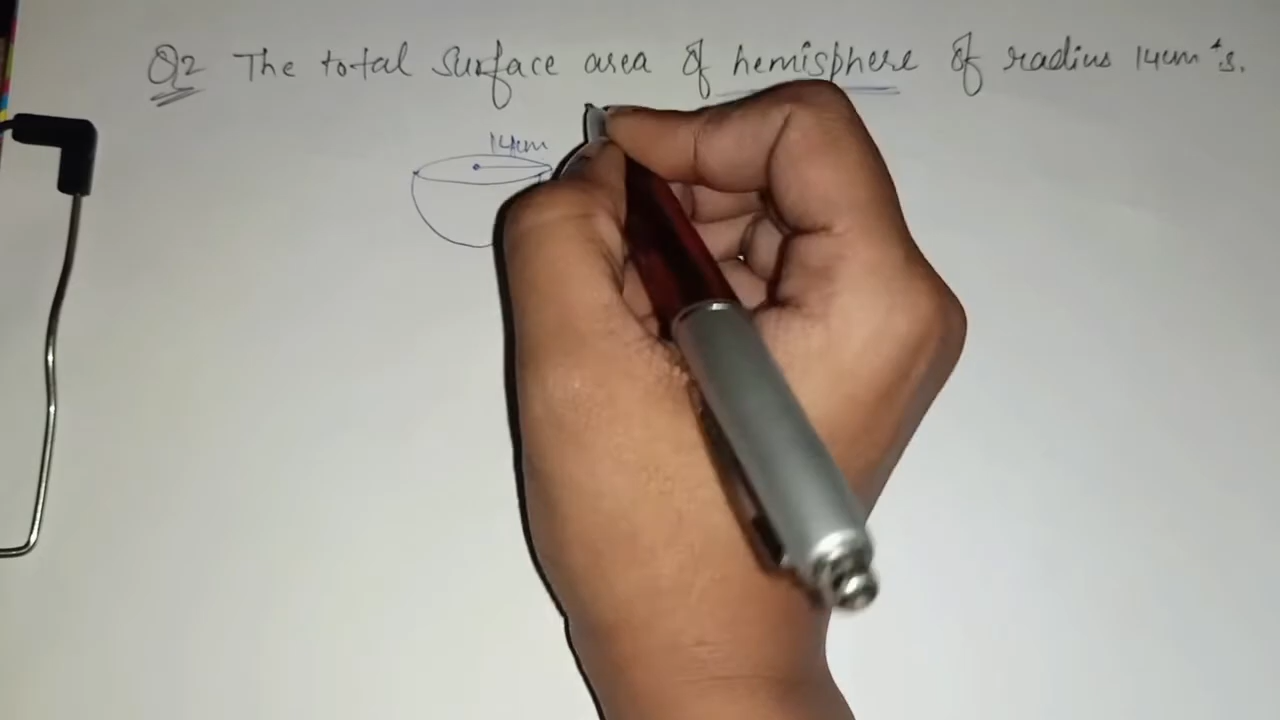 Q2 The total surface area of hemisphere of radius 14cm is.
14cm